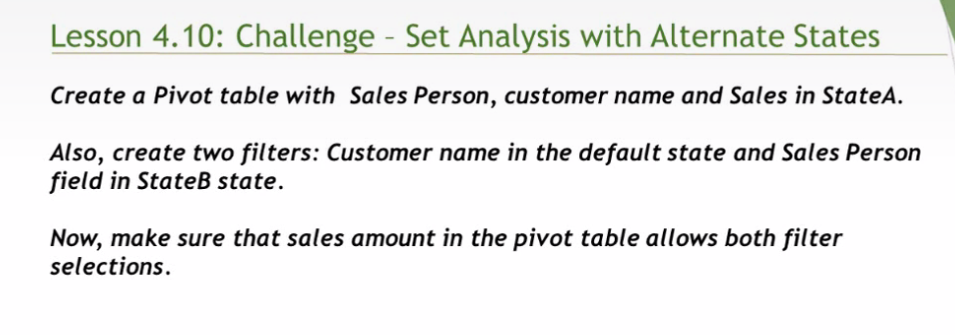 Lesson 4.10: Challenge – Set Analysis with Alternate States
Create a Pivot table with  Sales Person, customer name and Sales in StateA.
Also, create two filters: Customer name in the default state and Sales Person
field in StateB state.
Now, make sure that sales amount in the pivot table allows both filter
selections.